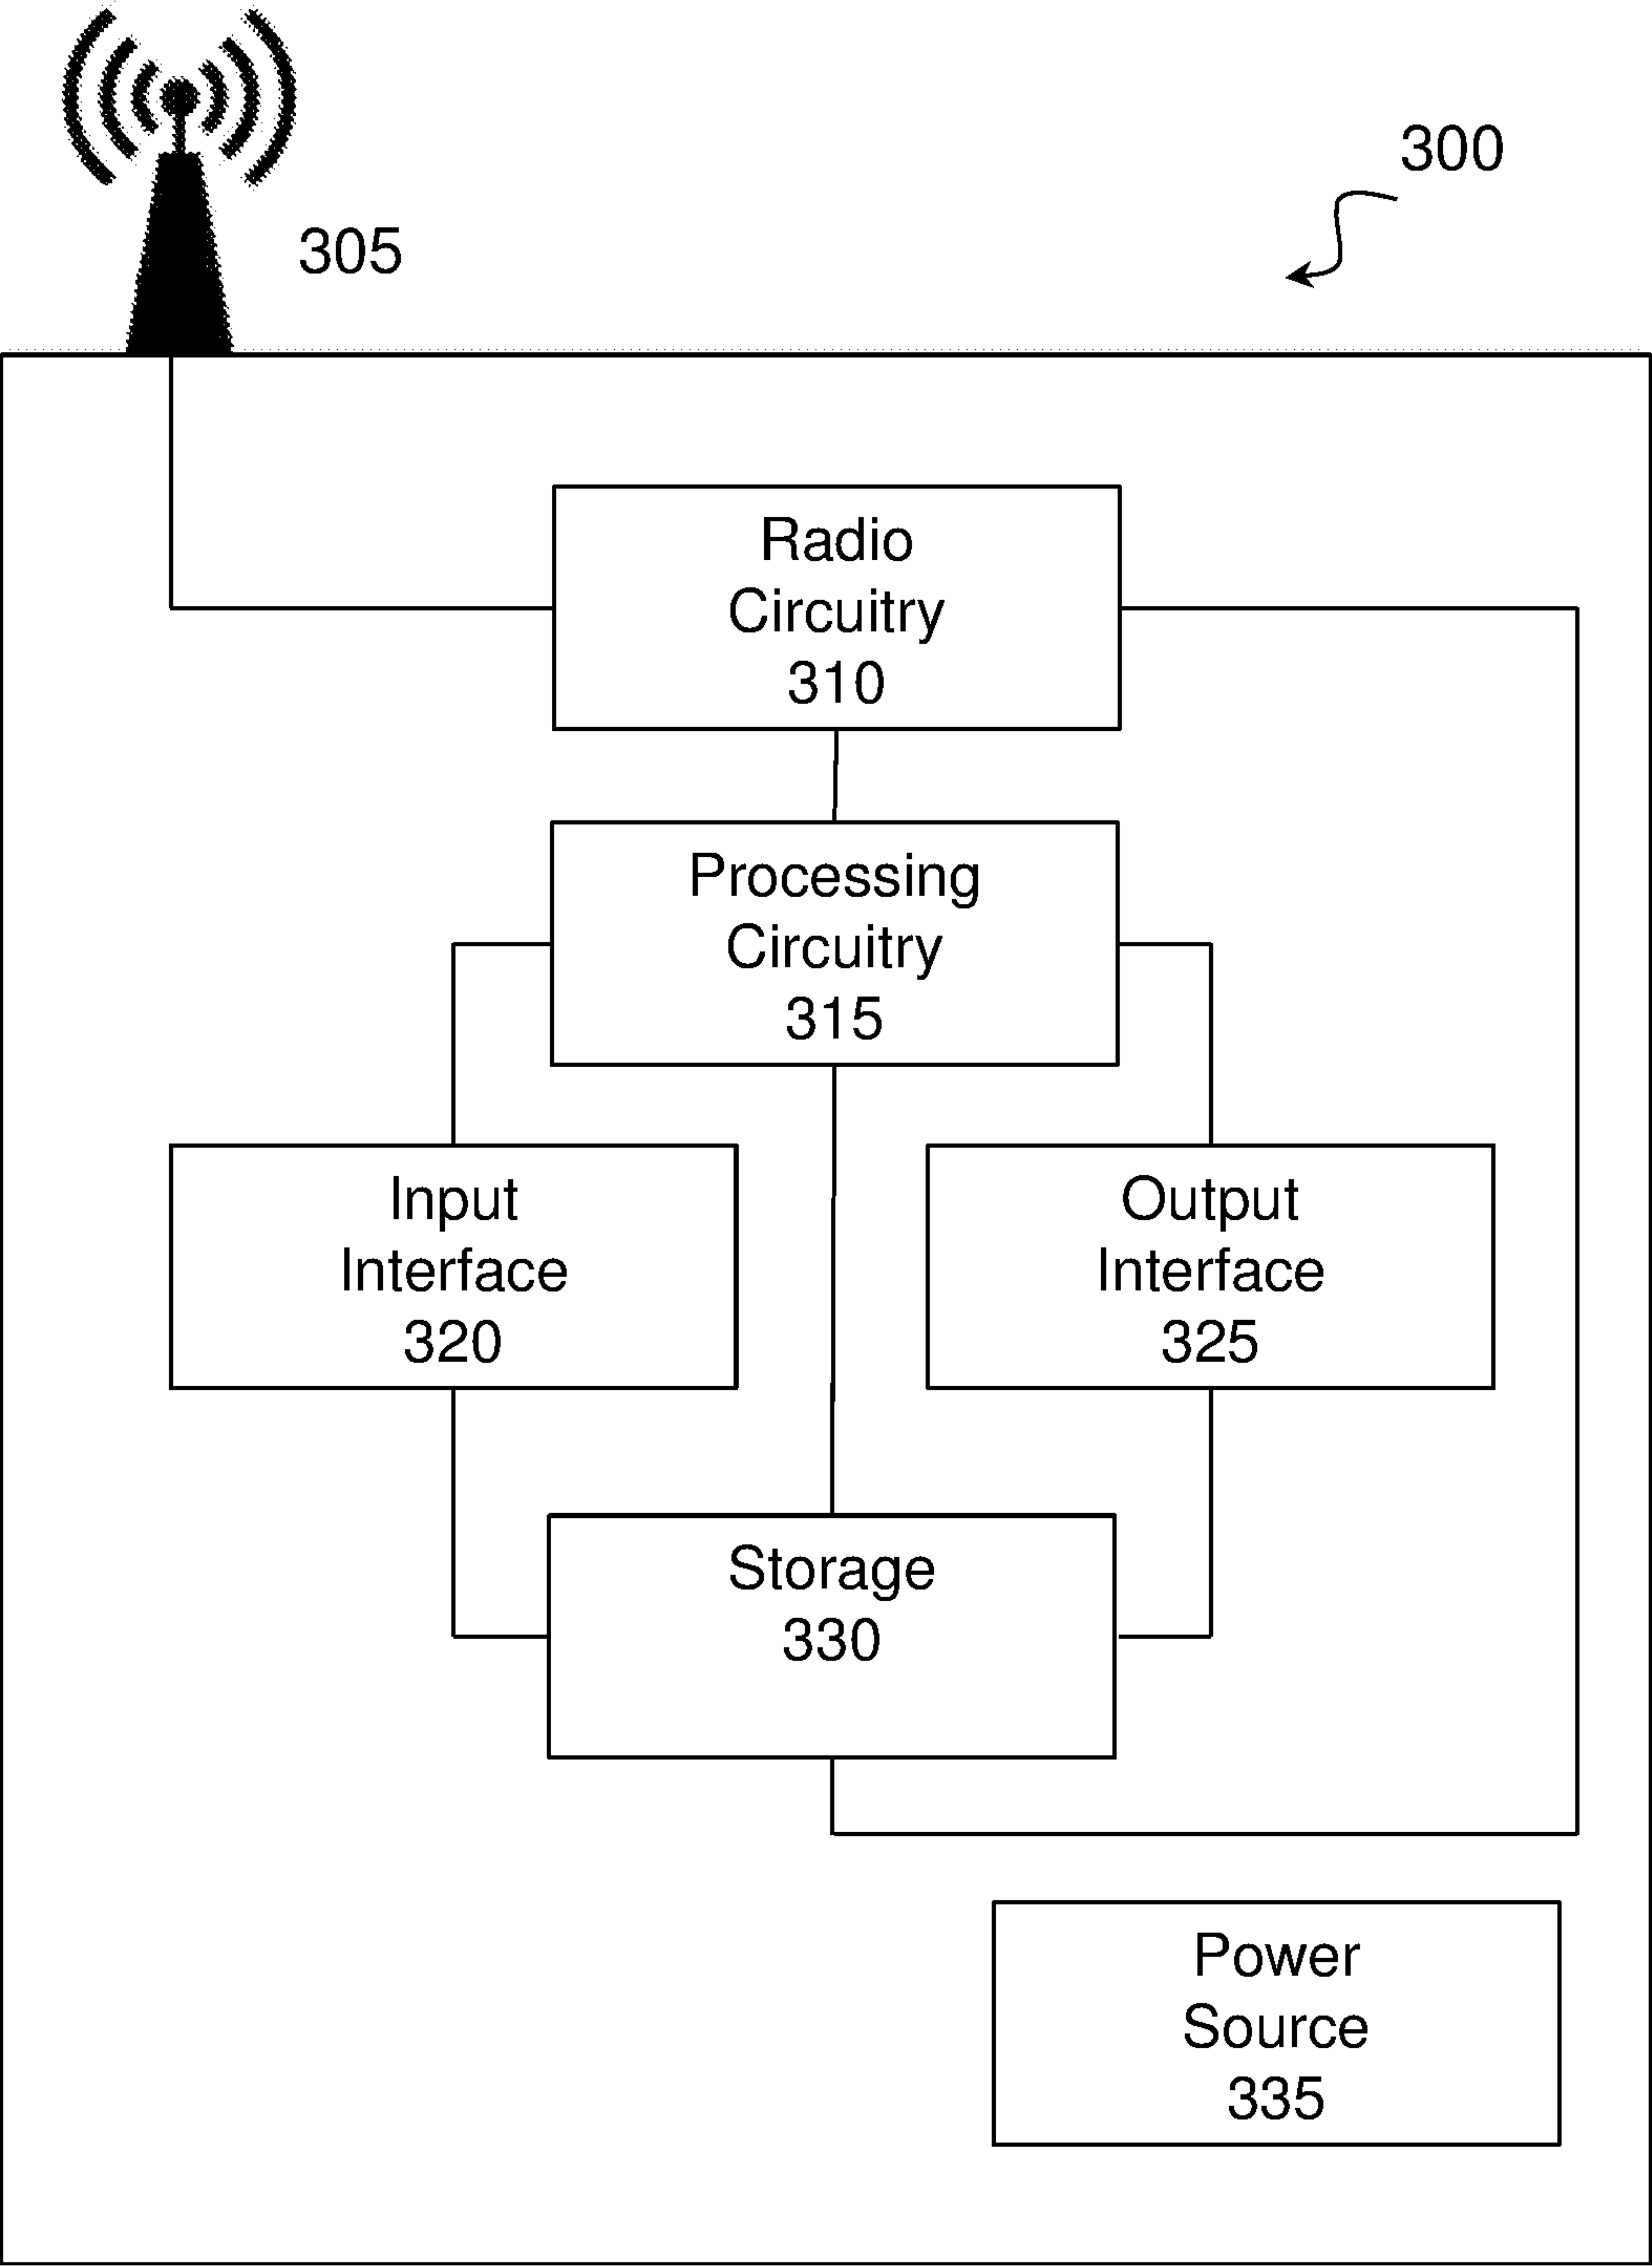 300
305
Radio
Circuitry
310
Processing
Circuitry
315
Input
Interface
320
Output
Interface
325
Storage
330
Power
Source
335